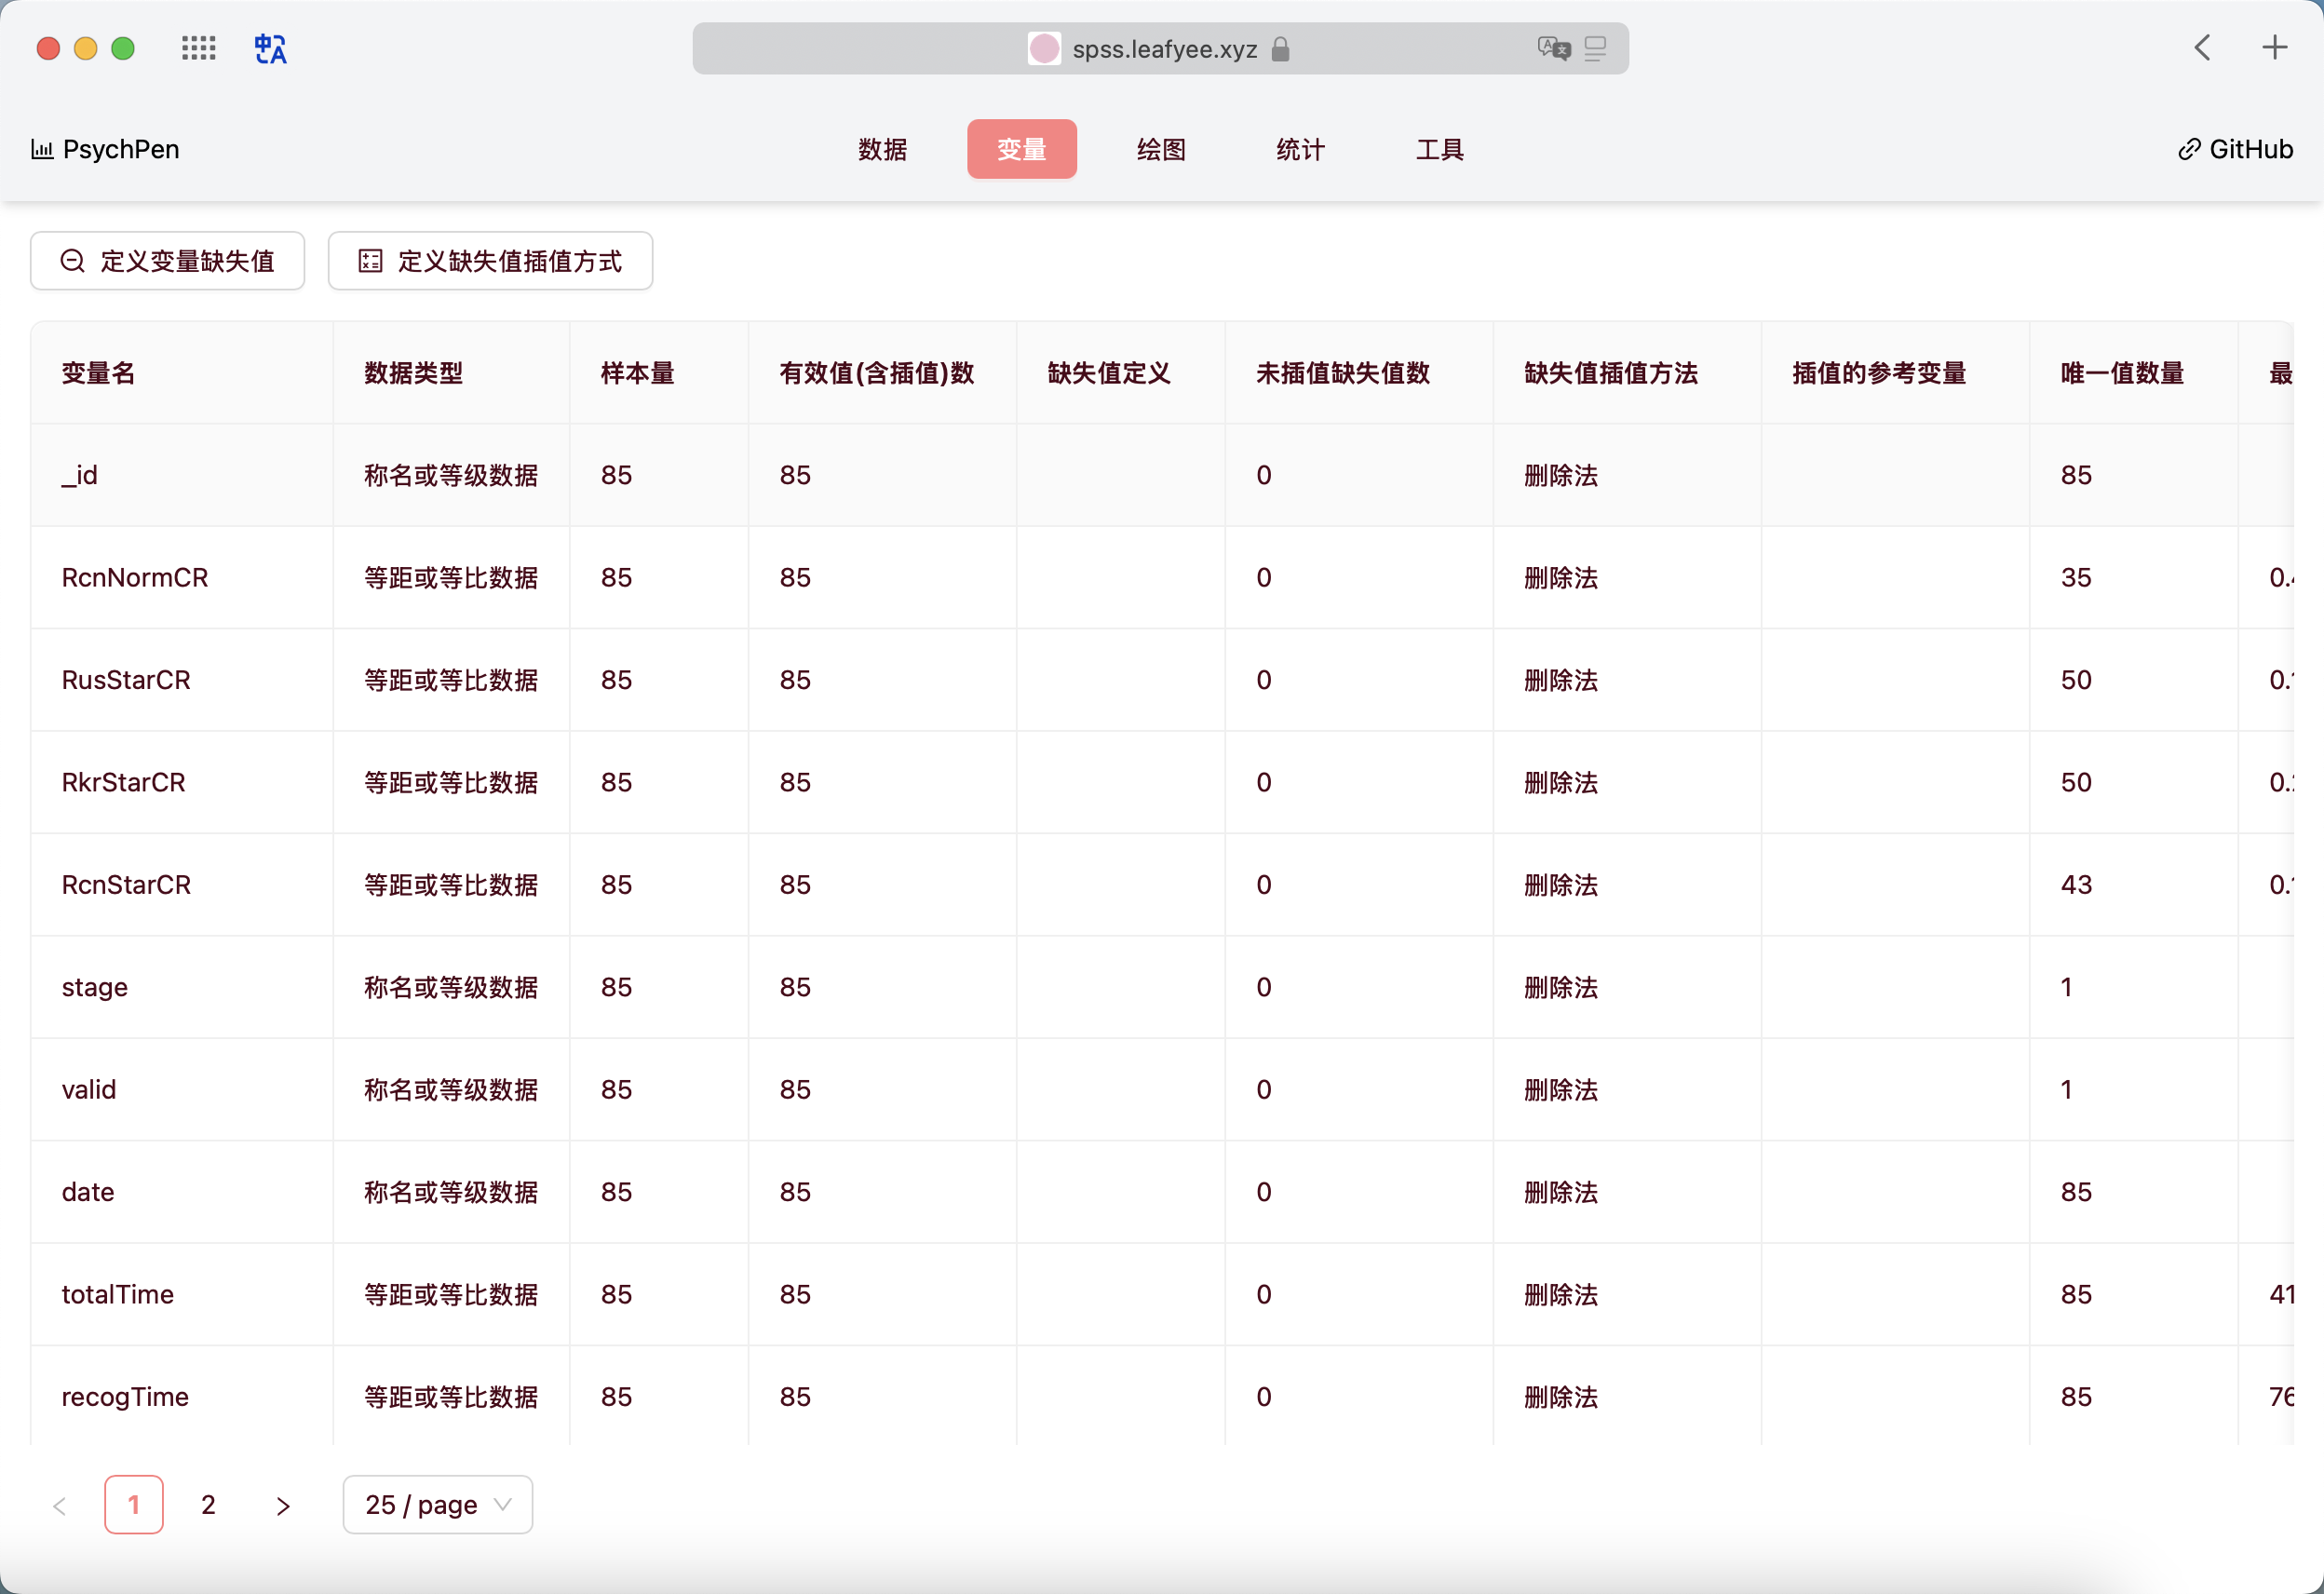 spss.leafyee.xyz
PsychPen 数据 变量 绘图 统计 工具 GitHub
定义变量缺失值 定义缺失值插值方式
变量名 数据类型 样本量 有效值(含插值)数 缺失值定义 未插值缺失值数 缺失值插值方法 插值的参考变量 唯一值数量 最
_id 称名或等级数据 85 85 0 删除法 85
RcnNormCR 等距或等比数据 85 85 0 删除法 35
RusStarCR 等距或等比数据 85 85 0 删除法 50
RkrStarCR 等距或等比数据 85 85 0 删除法 50
RcnStarCR 等距或等比数据 85 85 0 删除法 43
stage 称名或等级数据 85 85 0 删除法 1
valid 称名或等级数据 85 85 0 删除法 1
date 称名或等级数据 85 85 0 删除法 85
totalTime 等距或等比数据 85 85 0 删除法 85 41
recogTime 等距或等比数据 85 85 0 删除法 85 76
1 2 25 / page